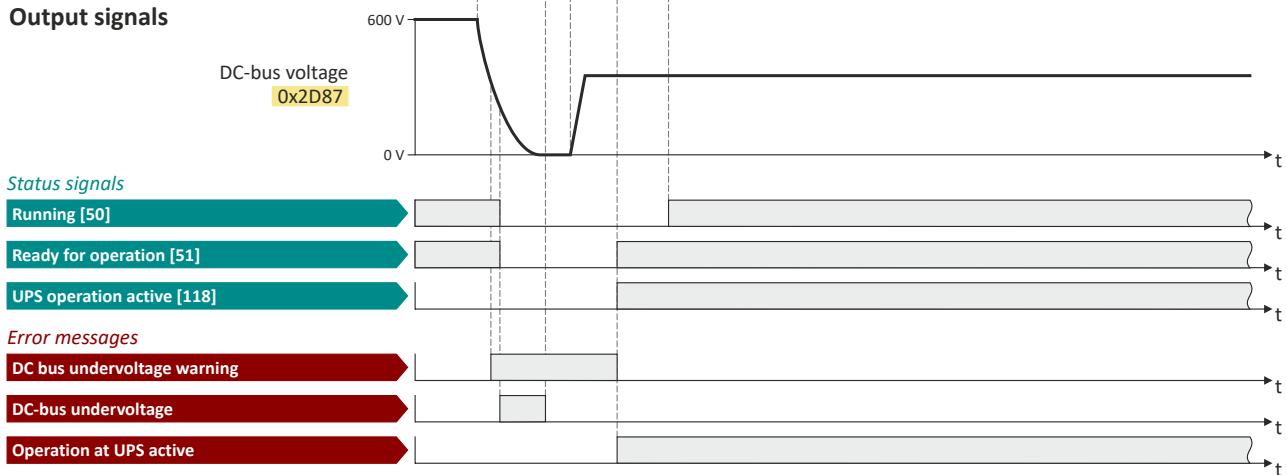 Output signals
600 V
DC-bus voltage
0x2D87
0 V
t
Status signals
Running [50]
t
Ready for operation [51]
t
UPS operation active [118]
t
Error messages
DC bus undervoltage warning
t
DC-bus undervoltage
t
Operation at UPS active
t